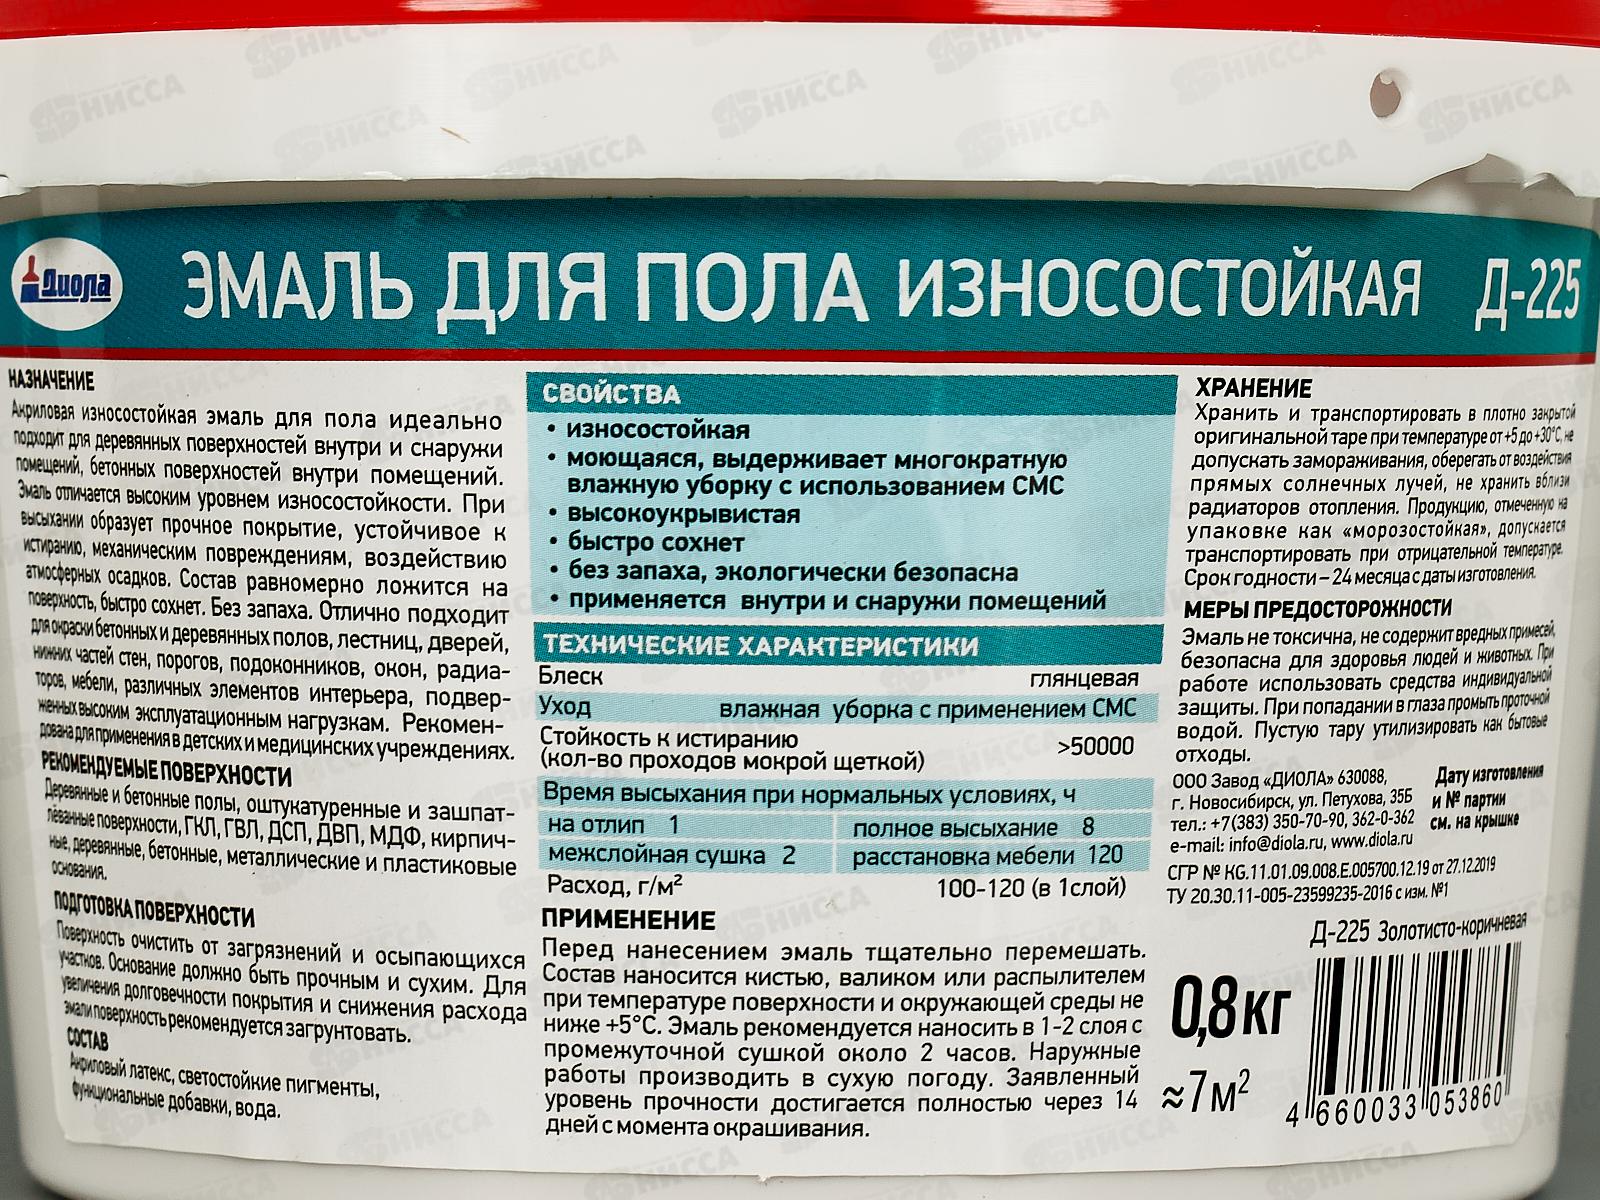 Диола
ЭМАЛЬ ДЛЯ ПОЛА ИЗНОСОСТОЙКАЯ Д-225
НАЗНАЧЕНИЕ
Акриловая износостойкая эмаль для пола идеально
подходит для деревянных поверхностей внутри и снаружи
помещений, бетонных поверхностей внутри помещений.
Эмаль отличается высоким уровнем износостойкости. При
высыхании образует прочное покрытие, устойчивое к
истиранию, механическим повреждениям, воздействию
атмосферных осадков. Состав равномерно ложится на
поверхность, быстро сохнет. Без запаха. Отлично подходит
для окраски бетонных и деревянных полов, лестниц, дверей,
нижних частей стен, порогов, подоконников, окон, радиа-
торов, мебели, различных элементов интерьера, подвер-
женных высоким эксплуатационным нагрузкам. Рекомен-
дована для применения в детских и медицинских учреждениях.
РЕКОМЕНДУЕМЫЕ ПОВЕРХНОСТИ
Деревянные и бетонные полы, оштукатуренные и зашпат-
лёванные поверхности, ГКЛ, ГВЛ, ДСП, ДВП, МДФ, кирпич-
ные, деревянные, бетонные, металлические и пластиковые
основания.
ПОДГОТОВКА ПОВЕРХНОСТИ
Поверхность очистить от загрязнений и осыпающихся
участков. Основание должно быть прочным и сухим. Для
увеличения долговечности покрытия и снижения расхода
эмали поверхность рекомендуется загрунтовать.
СОСТАВ
Акриловый латекс, светостойкие пигменты,
функциональные добавки, вода.
СВОЙСТВА
• износостойкая
• моющаяся, выдерживает многократную
влажную уборку с использованием СМС
• высокоукрывистая
• быстро сохнет
• без запаха, экологически безопасна
• применяется внутри и снаружи помещений
ТЕХНИЧЕСКИЕ ХАРАКТЕРИСТИКИ
Блеск глянцевая
Уход влажная уборка с применением СМС
Стойкость к истиранию
(кол-во проходов мокрой щеткой) >50000
Время высыхания при нормальных условиях, ч
на отлип 1 полное высыхание 8
межслойная сушка 2 расстановка мебели 120
Расход, г/м² 100-120 (в 1слой)
ПРИМЕНЕНИЕ
Перед нанесением эмаль тщательно перемешать.
Состав наносится кистью, валиком или распылителем
при температуре поверхности и окружающей среды не
ниже +5°С. Эмаль рекомендуется наносить в 1-2 слоя с
промежуточной сушкой около 2 часов. Наружные
работы производить в сухую погоду. Заявленный
уровень прочности достигается полностью через 14
дней с момента окрашивания.
ХРАНЕНИЕ
Хранить и транспортировать в плотно закрытой
оригинальной таре при температуре от +5 до +30°С, не
допускать замораживания, оберегать от воздействия
прямых солнечных лучей, не хранить вблизи
радиаторов отопления. Продукцию, отмеченную на
упаковке как «морозостойкая», допускается
транспортировать при отрицательной температуре.
Срок годности – 24 месяца с даты изготовления.
МЕРЫ ПРЕДОСТОРОЖНОСТИ
Эмаль не токсична, не содержит вредных примесей,
безопасна для здоровья людей и животных. При
работе использовать средства индивидуальной
защиты. При попадании в глаза промыть проточной
водой. Пустую тару утилизировать как бытовые
отходы.
ООО Завод «ДИОЛА» 630088,
г. Новосибирск, ул. Петухова, 35Б
тел.: +7(383) 350-70-90, 362-0-362
e-mail: info@diola.ru, www.diola.ru
Дату изготовления
и № партии
см. на крышке
СГР № KG.11.01.09.008.Е.005700.12.19 от 27.12.2019
ТУ 20.30.11-005-23599235-2016 с изм. №1
Д-225 Золотисто-коричневая
0,8кг
≈7м²
4 660033 053860